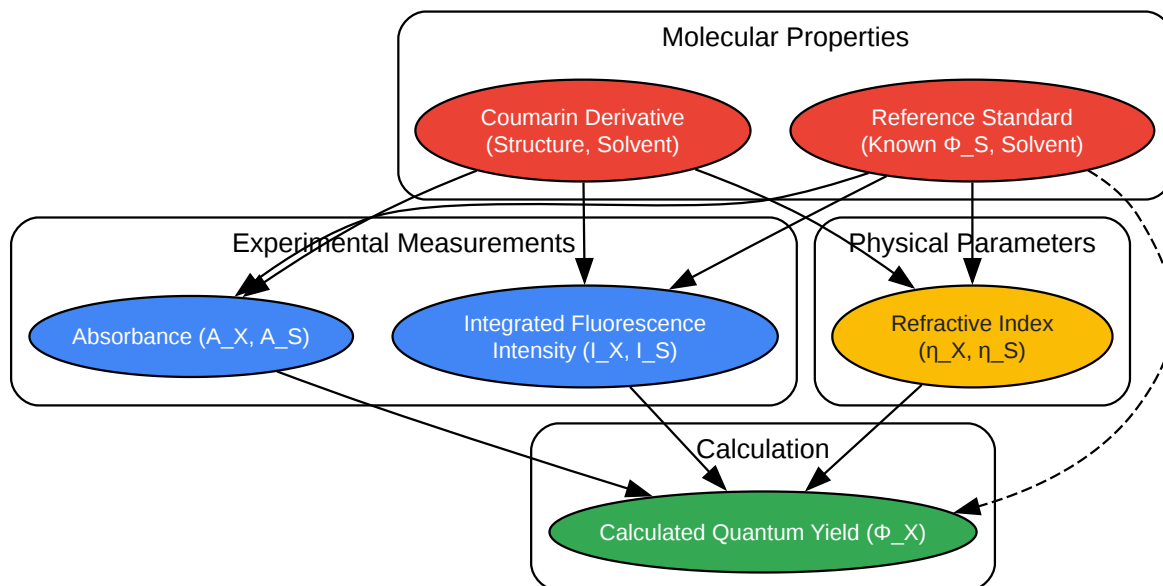 Molecular Properties
Coumarin Derivative
(Structure, Solvent)
Reference Standard
(Known Φ_S, Solvent)
Experimental Measurements
Physical Parameters
Absorbance (A_X, A_S)
Integrated Fluorescence
Intensity (I_X, I_S)
Refractive Index
(η_X, η_S)
Calculation
Calculated Quantum Yield (Φ_X)